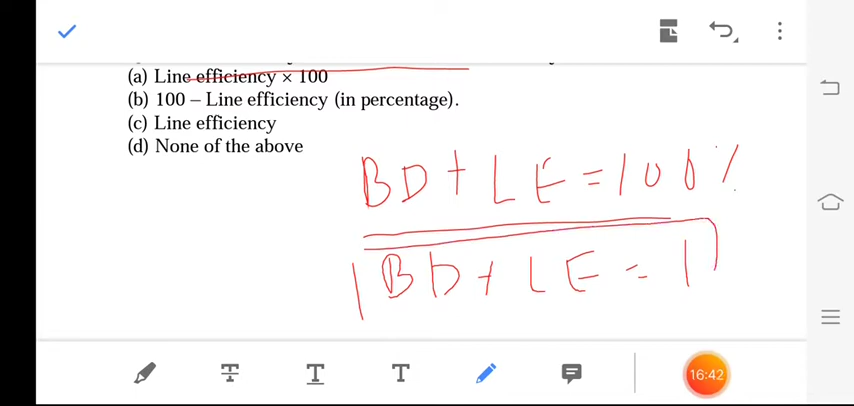 (a) Line efficiency × 100
(b) 100 – Line efficiency (in percentage).
(c) Line efficiency
(d) None of the above
BD + LE = 100%
BD + LE = 1
T T T
16:42